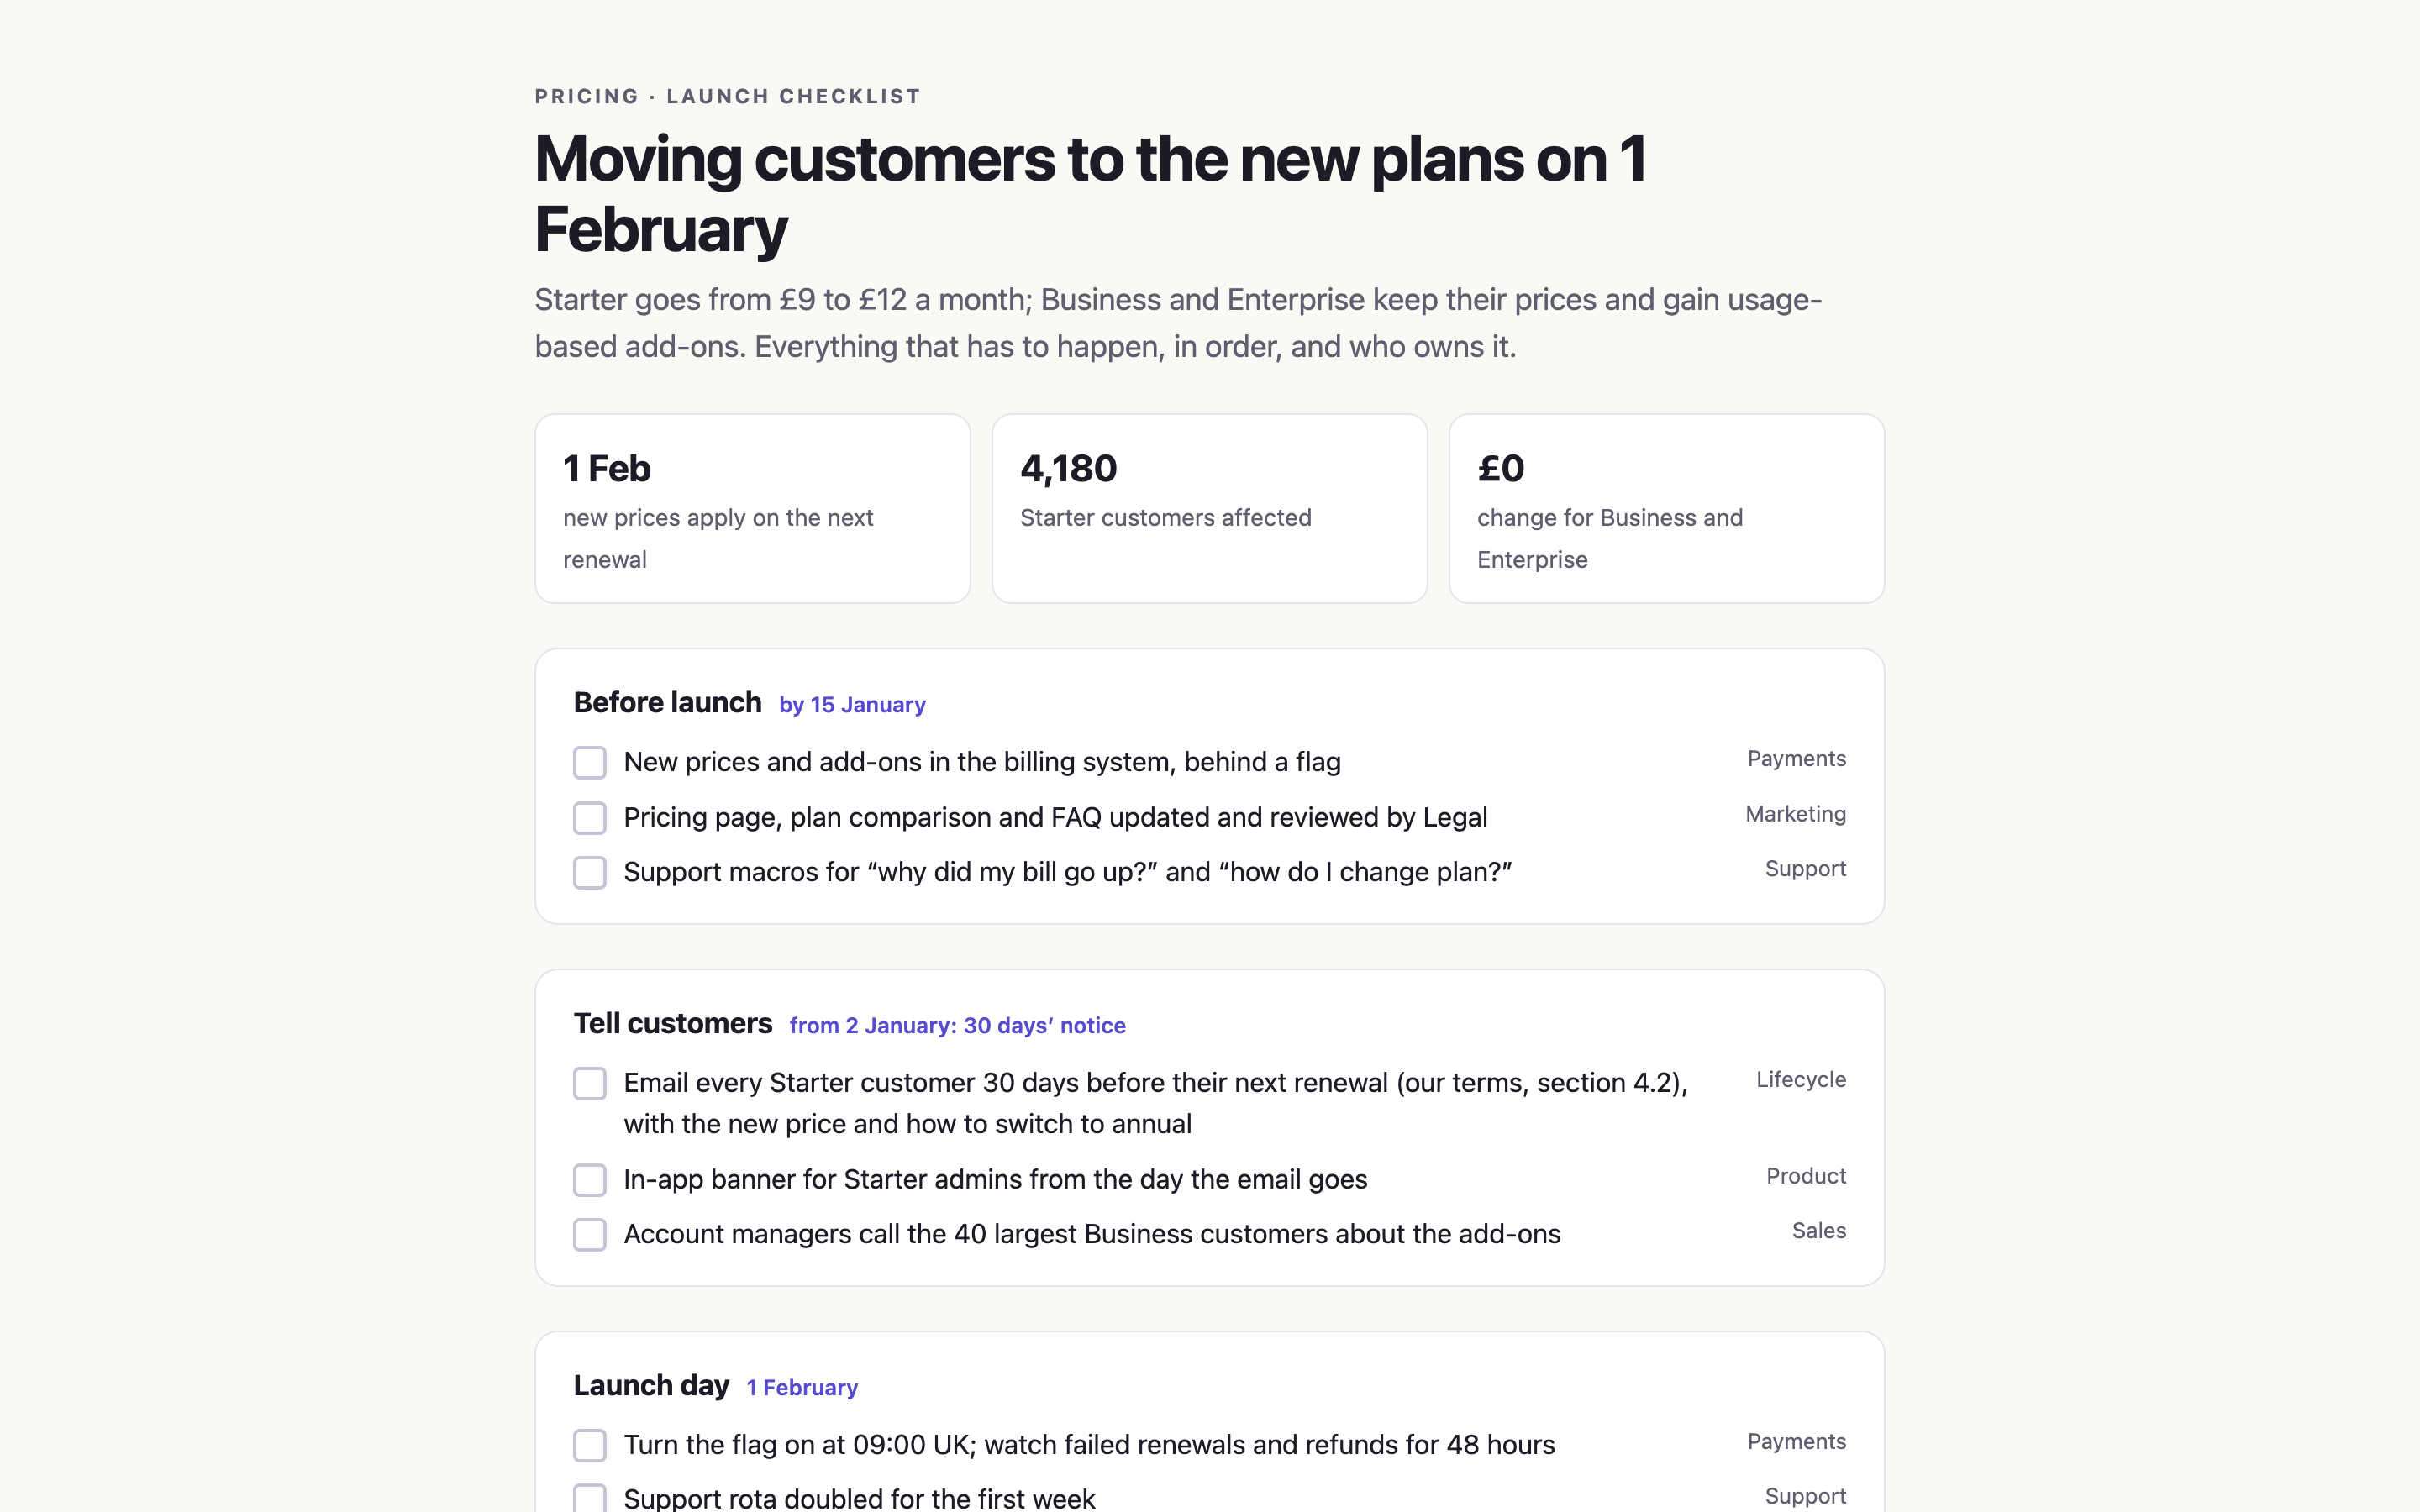 PRICING · LAUNCH CHECKLIST
Moving customers to the new plans on 1
February
Starter goes from £9 to £12 a month; Business and Enterprise keep their prices and gain usage-
based add-ons. Everything that has to happen, in order, and who owns it.
1 Feb
new prices apply on the next
renewal
4,180
Starter customers affected
£0
change for Business and
Enterprise
Before launch by 15 January
New prices and add-ons in the billing system, behind a flag Payments
Pricing page, plan comparison and FAQ updated and reviewed by Legal Marketing
Support macros for “why did my bill go up?” and “how do I change plan?” Support
Tell customers from 2 January: 30 days’ notice
Email every Starter customer 30 days before their next renewal (our terms, section 4.2), Lifecycle
with the new price and how to switch to annual
In-app banner for Starter admins from the day the email goes Product
Account managers call the 40 largest Business customers about the add-ons Sales
Launch day 1 February
Turn the flag on at 09:00 UK; watch failed renewals and refunds for 48 hours Payments
Support rota doubled for the first week Support